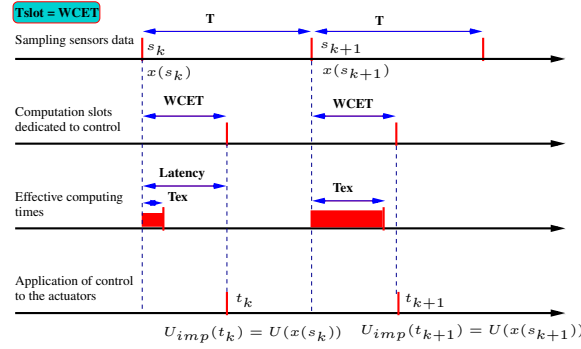 Tslot = WCET
T T
Sampling sensors data
s_k s_{k+1}
x(s_k) x(s_{k+1})
WCET WCET
Computation slots
dedicated to control
Latency
Effective computing
times
Tex Tex
Application of control
to the actuators
t_k t_{k+1}
U_{imp}(t_k) = U(x(s_k)) U_{imp}(t_{k+1}) = U(x(s_{k+1}))